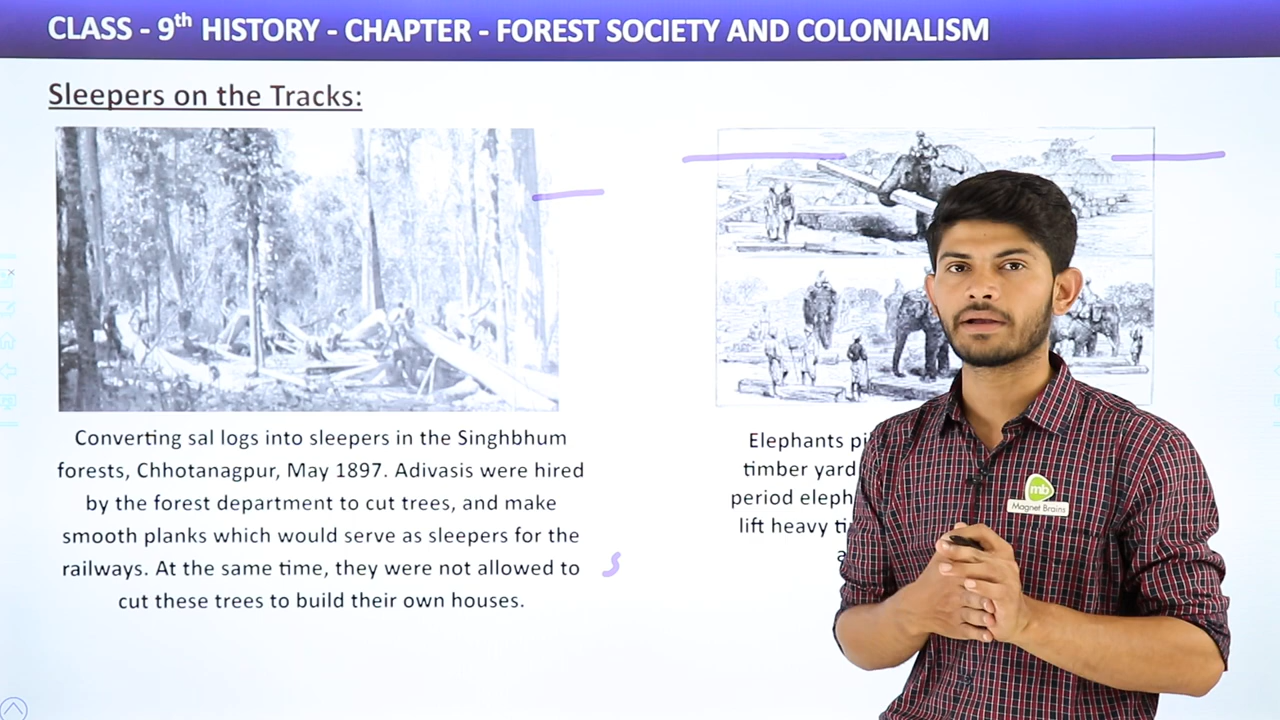 CLASS - 9th HISTORY - CHAPTER - FOREST SOCIETY AND COLONIALISM
Sleepers on the Tracks:
Converting sal logs into sleepers in the Singhbhum
forests, Chhotanagpur, May 1897. Adivasis were hired
by the forest department to cut trees, and make
smooth planks which would serve as sleepers for the
railways. At the same time, they were not allowed to
cut these trees to build their own houses.
Elephants
timber yard
period
lift heavy
mb
Magnet Brains